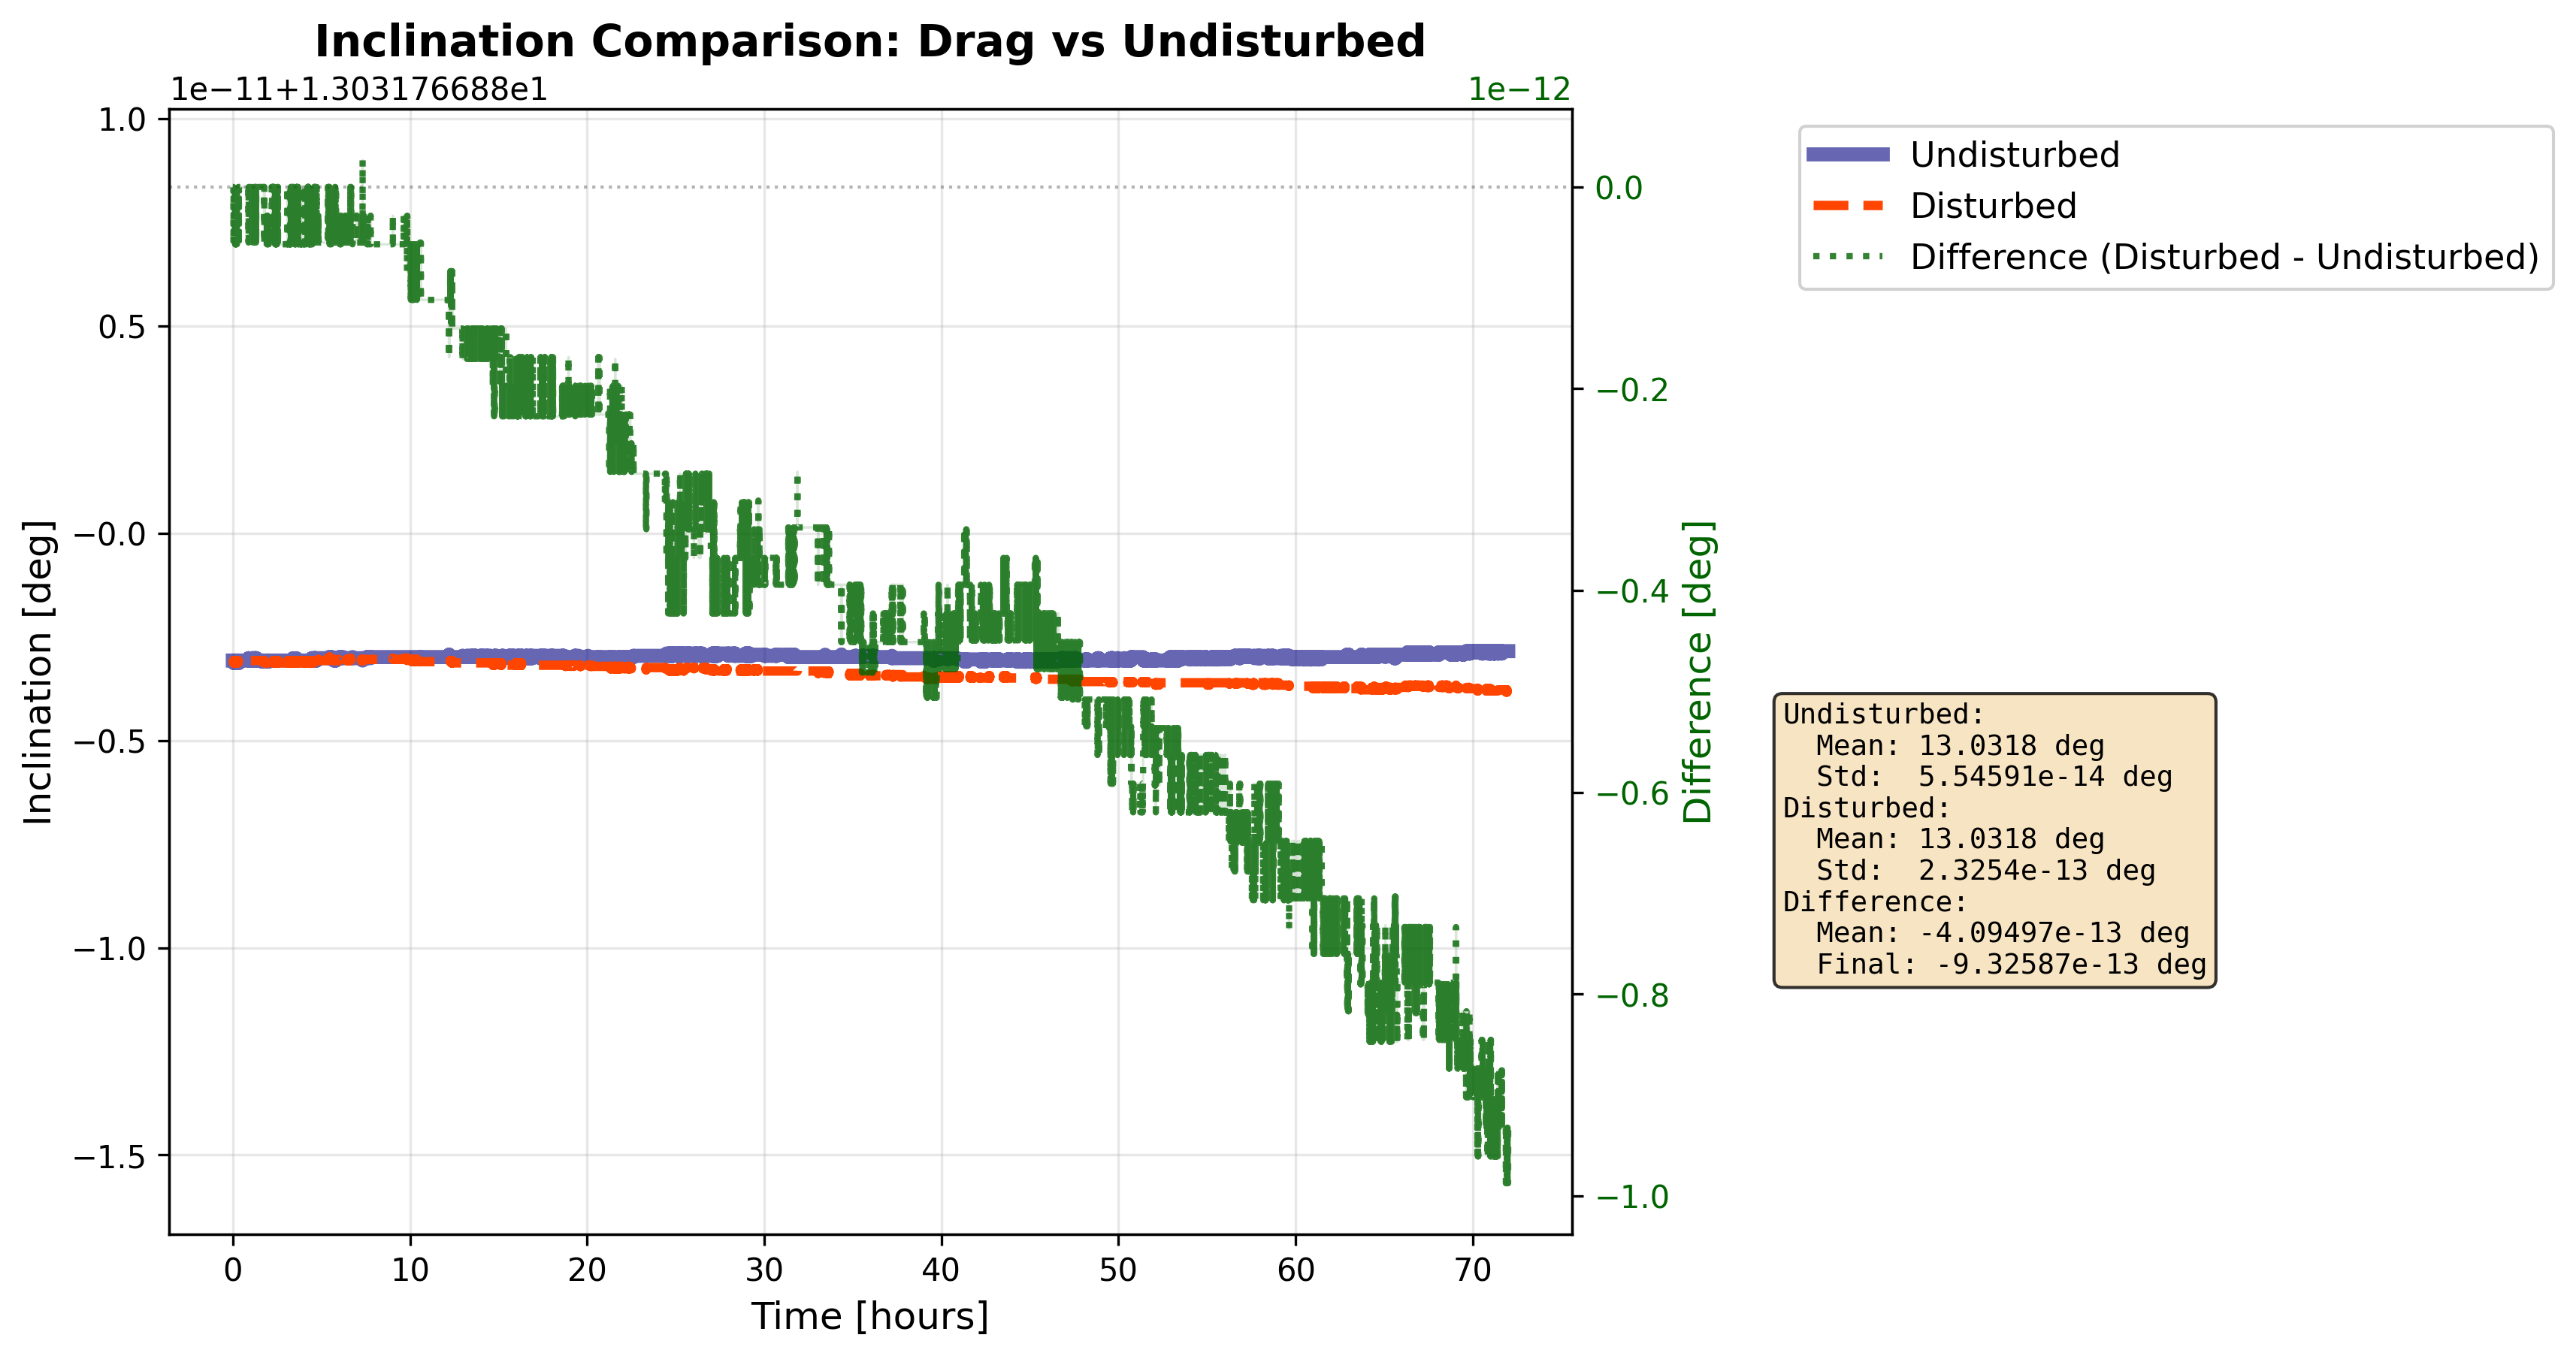 Inclination Comparison: Drag vs Undisturbed
1e−11+1.303176688e1
1e−12
1.0
0.5
−0.0
−0.5
−1.0
−1.5
Inclination [deg]
0
10
20
30
40
50
60
70
Time [hours]
0.0
−0.2
−0.4
−0.6
−0.8
−1.0
Difference [deg]
Undisturbed
Disturbed
Difference (Disturbed - Undisturbed)
Undisturbed:
Mean: 13.0318 deg
Std: 5.54591e-14 deg
Disturbed:
Mean: 13.0318 deg
Std: 2.3254e-13 deg
Difference:
Mean: -4.09497e-13 deg
Final: -9.32587e-13 deg